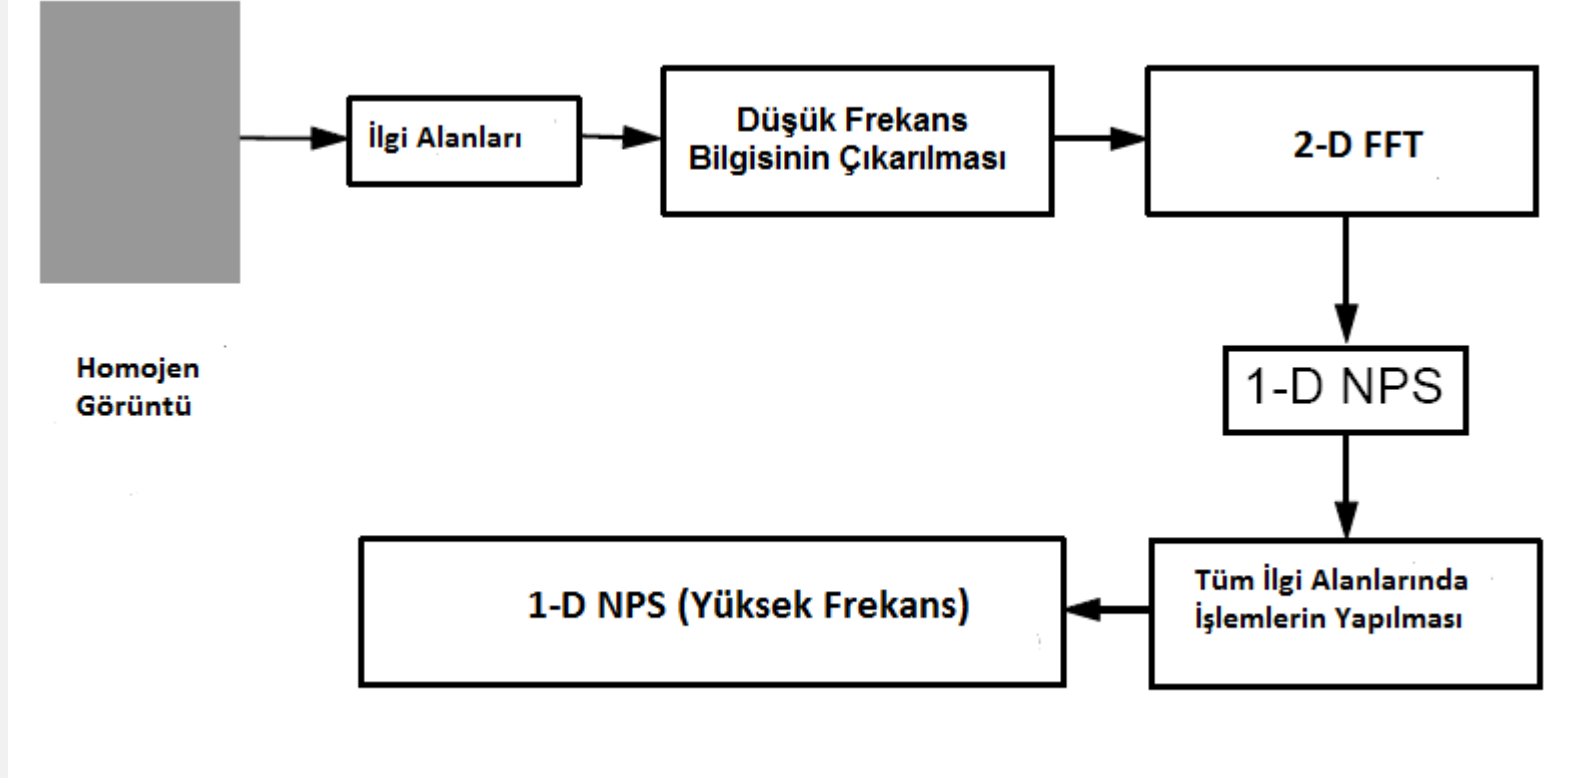 İlgi Alanları
Düşük Frekans
Bilgisinin Çıkarılması
2-D FFT
Homojen
Görüntü
1-D NPS
Tüm İlgi Alanlarında
İşlemlerin Yapılması
1-D NPS (Yüksek Frekans)